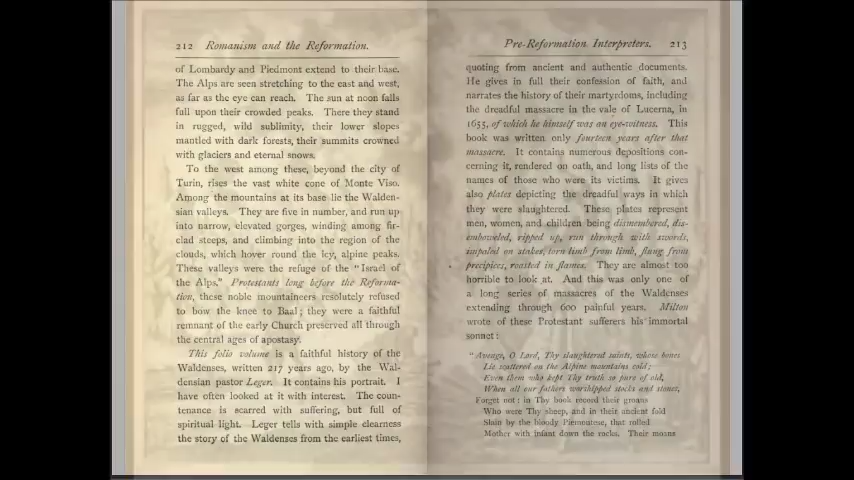 212 Romanism and the Reformation.
of Lombardy and Piedmont extend to their base.
The Alps are seen stretching to the east and west,
as far as the eye can reach. The sun at noon falls
full upon their crowded peaks. There they stand
in rugged, wild sublimity, their lower slopes
mantled with dark forests, their summits crowned
with glaciers and eternal snows.
To the west among these, beyond the city of
Turin, rises the vast white cone of Monte Viso.
Among the mountains at its base lie the Walden-
sian valleys. They are five in number, and run up
into narrow, elevated gorges, winding among fir-
clad steeps, and climbing into the region of the
clouds, which hover round the icy, alpine peaks.
These valleys were the refuge of the "Israel of
the Alps." Protestants long before the Reforma-
tion, these noble mountaineers resolutely refused
to bow the knee to Baal; they were a faithful
remnant of the early Church preserved all through
the central ages of apostasy.
This folio volume is a faithful history of the
Waldenses, written 217 years ago, by the Wal-
densian pastor Leger. It contains his portrait. I
have often looked at it with interest. The coun-
tenance is scarred with suffering, but full of
spiritual light. Leger tells with simple clearness
the story of the Waldenses from the earliest times,
Pre-Reformation Interpreters. 213
quoting from ancient and authentic documents.
He gives in full their confession of faith, and
narrates the history of their martyrdoms, including
the dreadful massacre in the vale of Lucerna, in
1655, of which he himself was an eye-witness. This
book was written only fourteen years after that
massacre. It contains numerous depositions con-
cerning it, rendered on oath, and long lists of the
names of those who were its victims. It gives
also plates depicting the dreadful ways in which
they were slaughtered. These plates represent
men, women, and children being dismembered, dis-
emboweled, ripped up, run through with swords,
impaled on stakes, torn limb from limb, flung from
precipices, roasted in flames. They are almost too
horrible to look at. And this was only one of
a long series of massacres of the Waldenses
extending through 600 painful years. Milton
wrote of these Protestant sufferers his immortal
sonnet:
"Avenge, O Lord, Thy slaughtered saints, whose bones
Lie scattered on the Alpine mountains cold;
Even them who kept Thy truth so pure of old,
When all our fathers worshipped stocks and stones,
Forget not: in Thy book record their groans
Who were Thy sheep, and in their ancient fold
Slain by the bloody Piemontese, that rolled
Mother with infant down the rocks. Their moans